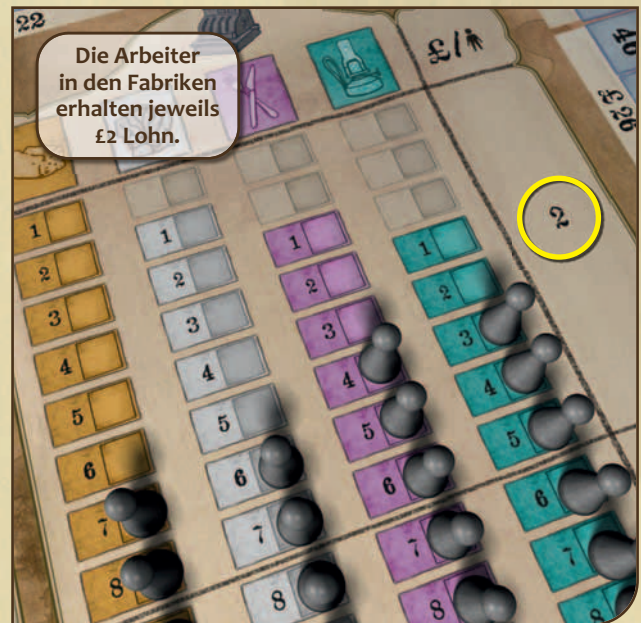 22
Die Arbeiter
in den Fabriken
erhalten jeweils
£2 Lohn.
£/
£ 26
2
1 1 1 1
2 2 2 2
3 3 3 3
4 4 4 4
5 5 5 5
6 6 6 6
7 7 7 7
8 8 8 8